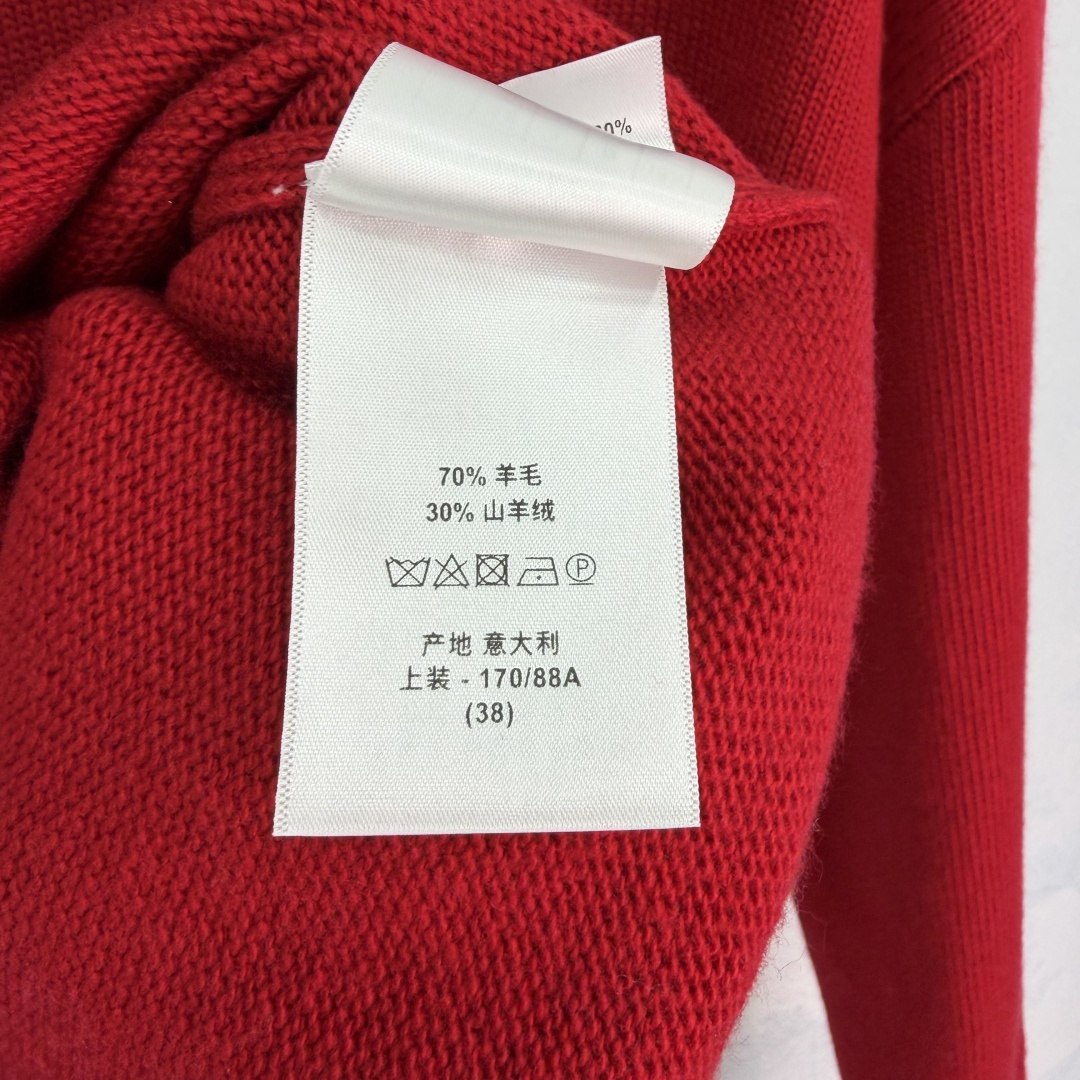 70% 羊毛
30% 山羊绒
P
产地 意大利
上装 - 170/88A
(38)